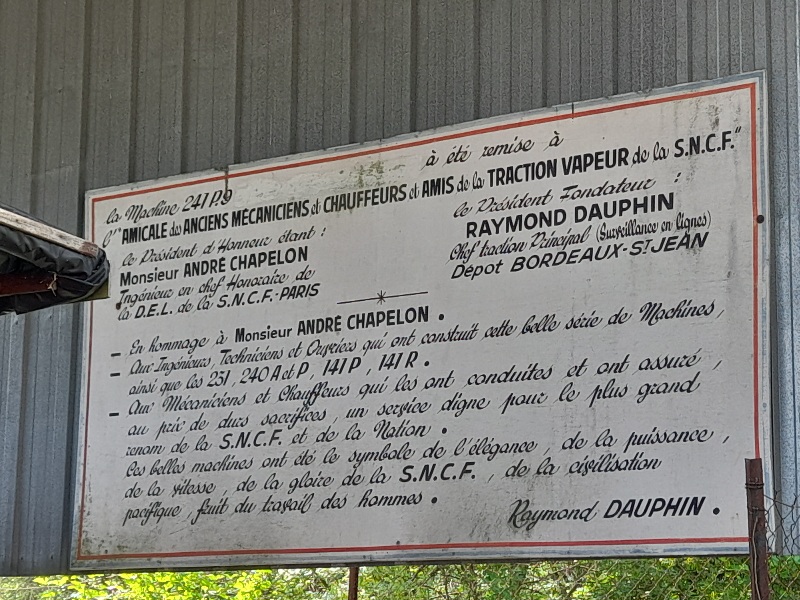 la Machine 241 P.9 à été remise à
l'"AMICALE des ANCIENS MÉCANICIENS et CHAUFFEURS et AMIS de la TRACTION VAPEUR de la S.N.C.F."
le Président d'Honneur étant :
Monsieur ANDRÉ CHAPELON
Ingénieur en chef Honoraire de
la D.E.L. de la S.N.C.F.-PARIS
le Président Fondateur :
RAYMOND DAUPHIN
Chef traction Principal (Surveillance en lignes)
Dépot BORDEAUX-ST JEAN
– En hommage à Monsieur ANDRÉ CHAPELON.
– Aux Ingénieurs, Techniciens et Ouvriers qui ont construit cette belle série de Machines,
ainsi que les 231, 240 A et P, 141 P, 141 R.
– Aux Mécaniciens et Chauffeurs qui les ont conduites et ont assuré,
au prix de durs sacrifices, un service digne pour le plus grand
renom de la S.N.C.F. et de la Nation.
Ces belles machines ont été le symbole de l'élégance, de la puissance,
de la vitesse, de la gloire de la S.N.C.F., de la civilisation
pacifique, fruit du travail des hommes.
Raymond DAUPHIN.